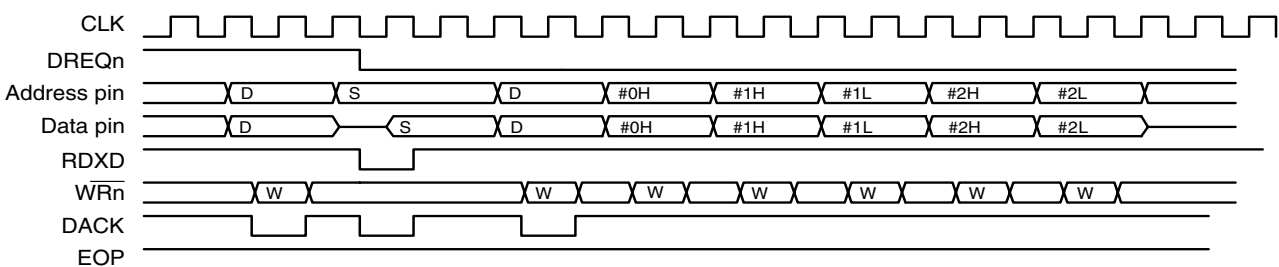 CLK
DREQn
Address pin D S D #0H #1H #1L #2H #2L
Data pin D S D #0H #1H #1L #2H #2L
RDXD
WRn W W W W W W W
DACK
EOP